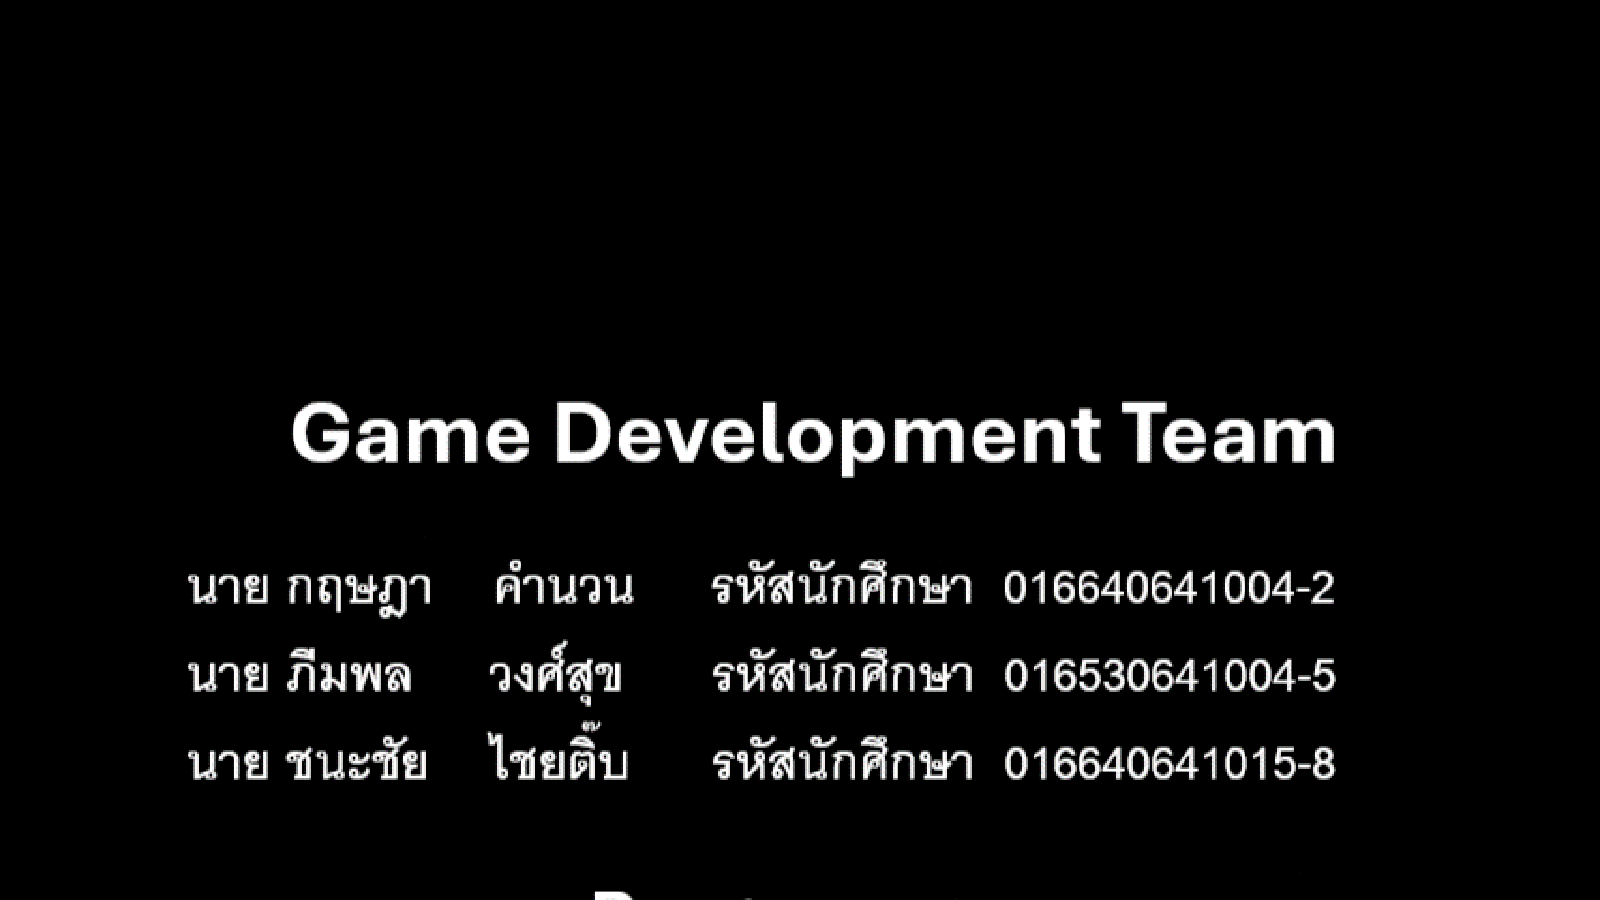 Game Development Team
นาย กฤษฎา คำนวน รหัสนักศึกษา 016640641004-2
นาย ภีมพล วงศ์สุข รหัสนักศึกษา 016530641004-5
นาย ชนะชัย ไชยติ๊บ รหัสนักศึกษา 016640641015-8